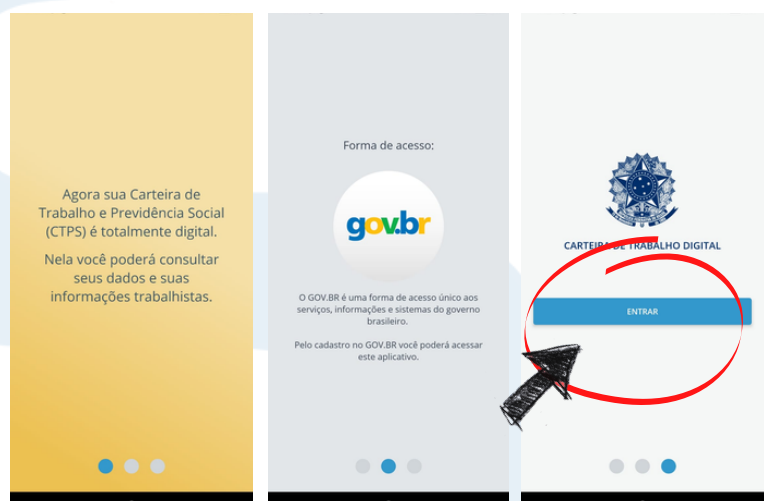 Agora sua Carteira de
Trabalho e Previdência Social
(CTPS) é totalmente digital.
Nela você poderá consultar
seus dados e suas
informações trabalhistas.
Forma de acesso:
gov.br
O GOV.BR é uma forma de acesso único aos
serviços, informações e sistemas do governo
brasileiro.
Pelo cadastro no GOV.BR você poderá acessar
este aplicativo.
CARTEIRA DE TRABALHO DIGITAL
ENTRAR